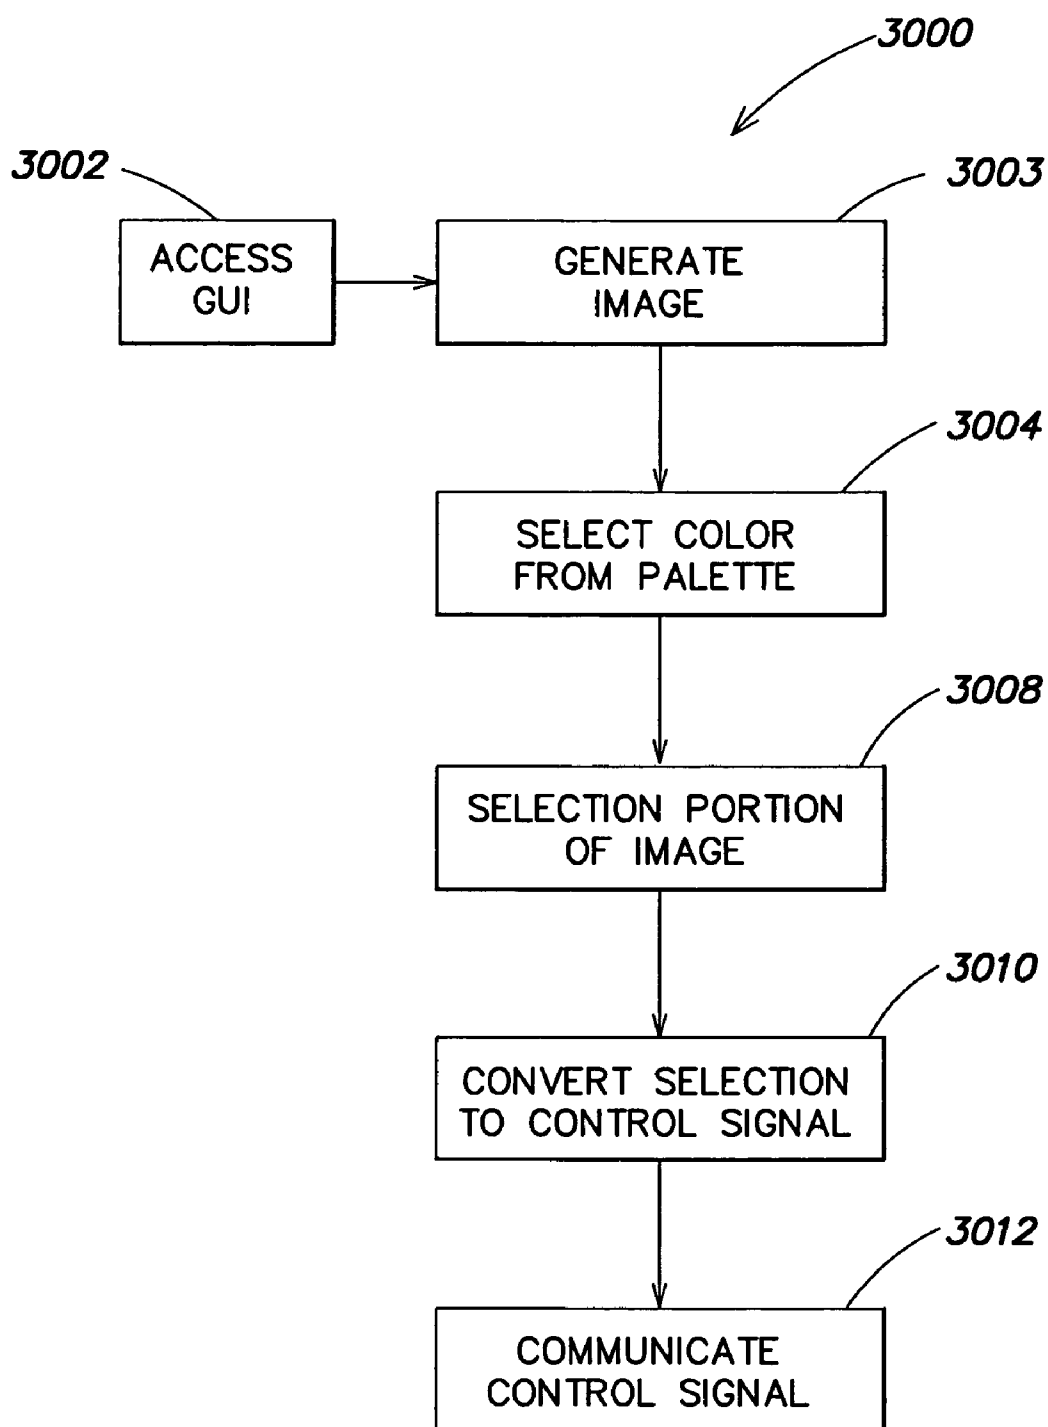 3000
3002
3003
ACCESS
GUI
GENERATE
IMAGE
3004
SELECT COLOR
FROM PALETTE
3008
SELECTION PORTION
OF IMAGE
3010
CONVERT SELECTION
TO CONTROL SIGNAL
3012
COMMUNICATE
CONTROL SIGNAL